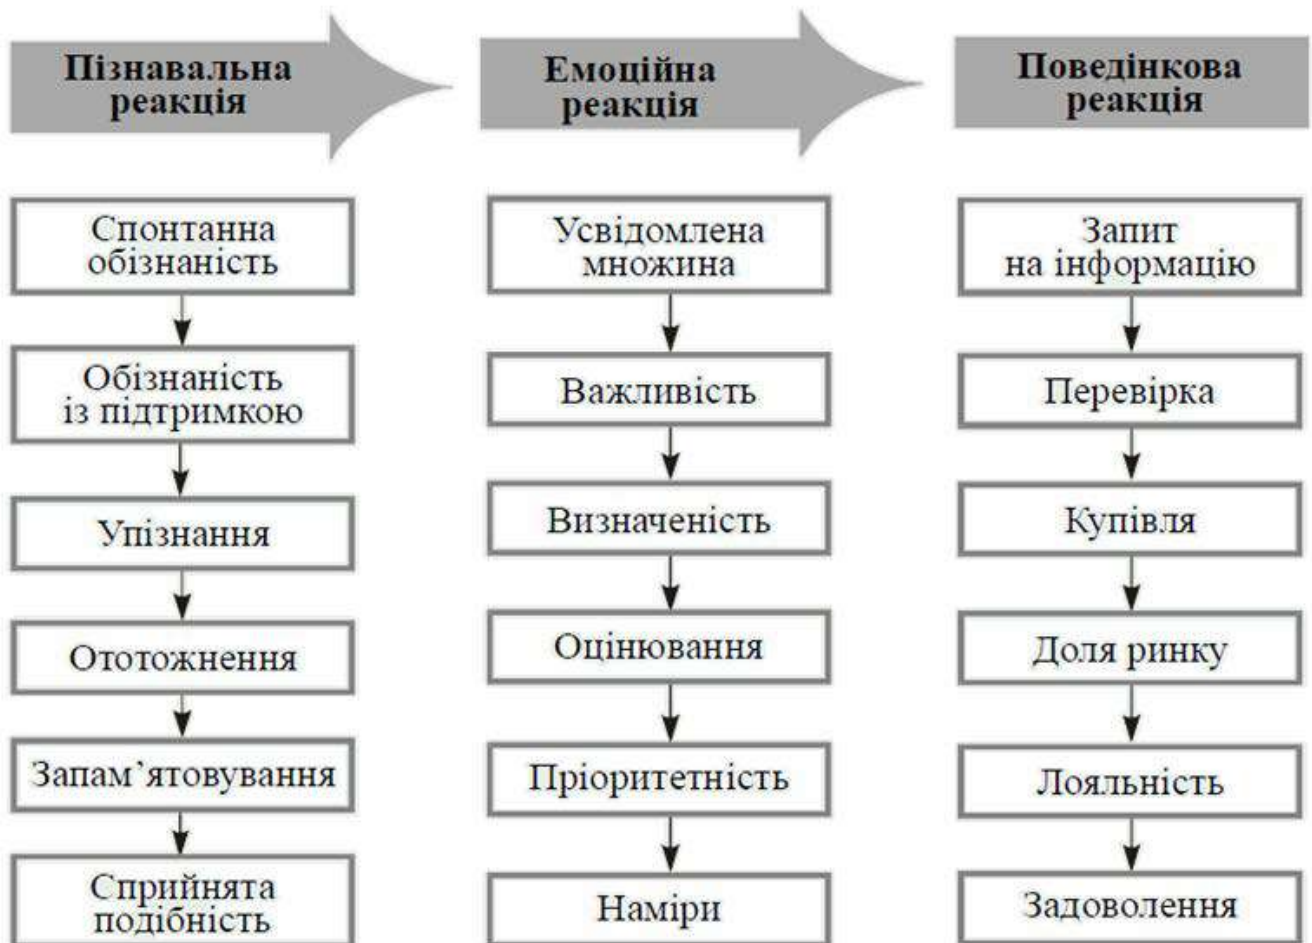 Пізнавальна
реакція
Емоційна
реакція
Поведінкова
реакція
Спонтанна
обізнаність
Обізнаність
із підтримкою
Упізнання
Ототожнення
Запам’ятовування
Сприйнята
подібність
Усвідомлена
множина
Важливість
Визначеність
Оцінювання
Пріоритетність
Наміри
Запит
на інформацію
Перевірка
Купівля
Доля ринку
Лояльність
Задоволення